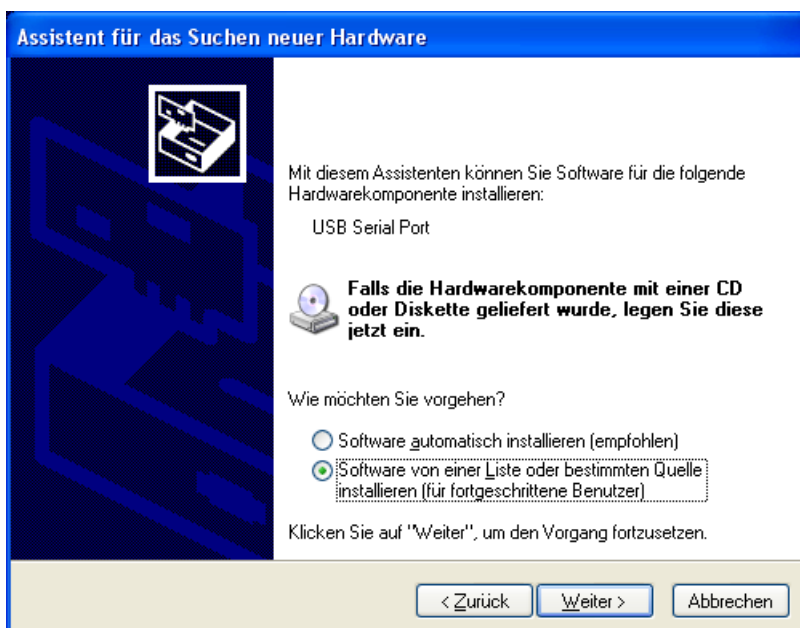 Assistent für das Suchen neuer Hardware
Mit diesem Assistenten können Sie Software für die folgende
Hardwarekomponente installieren:
USB Serial Port
Falls die Hardwarekomponente mit einer CD
oder Diskette geliefert wurde, legen Sie diese
jetzt ein.
Wie möchten Sie vorgehen?
Software automatisch installieren (empfohlen)
Software von einer Liste oder bestimmten Quelle
installieren (für fortgeschrittene Benutzer)
Klicken Sie auf "Weiter", um den Vorgang fortzusetzen.
< Zurück Weiter > Abbrechen